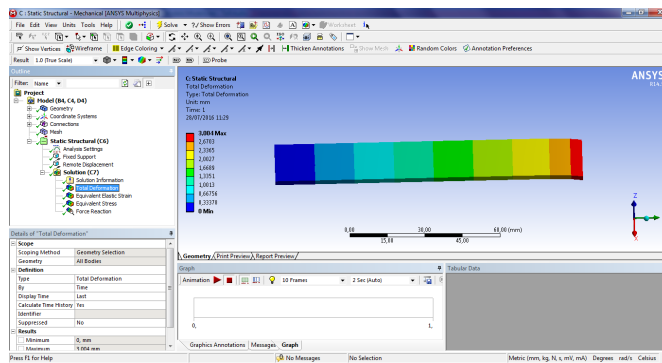 C : Static Structural - Mechanical [ANSYS Multiphysics]
File Edit View Units Tools Help Solve ?/ Show Errors Worksheet
Show Vertices Wireframe Edge Coloring Thicken Annotations Show Mesh Random Colors Annotation Preferences
Result 1.0 (True Scale) Probe
Outline
Filter: Name
Project
Model (B4, C4, D4)
Geometry
Coordinate Systems
Connections
Mesh
Static Structural (C6)
Analysis Settings
Fixed Support
Remote Displacement
Solution (C7)
Solution Information
Total Deformation
Equivalent Elastic Strain
Equivalent Stress
Force Reaction
Details of "Total Deformation"
Scope
Scoping Method Geometry Selection
Geometry All Bodies
Definition
Type Total Deformation
By Time
Display Time Last
Calculate Time History Yes
Identifier
Suppressed No
Results
Minimum 0, mm
Maximum 3,004 mm
C: Static Structural
Total Deformation
Type: Total Deformation
Unit: mm
Time: 1
28/07/2016 11:29
3,004 Max
2,6703
2,3365
2,0027
1,6689
1,3351
1,0013
0,66756
0,33378
0 Min
ANSYS
R14.
0,00 30,00 60,00 (mm)
15,00 45,00
Z
X
Geometry Print Preview Report Preview
Graph
Animation 10 Frames 2 Sec (Auto)
0, 1,
Graphics Annotations Messages Graph
Tabular Data
Press F1 for Help No Messages No Selection Metric (mm, kg, N, s, mV, mA) Degrees rad/s Celsius